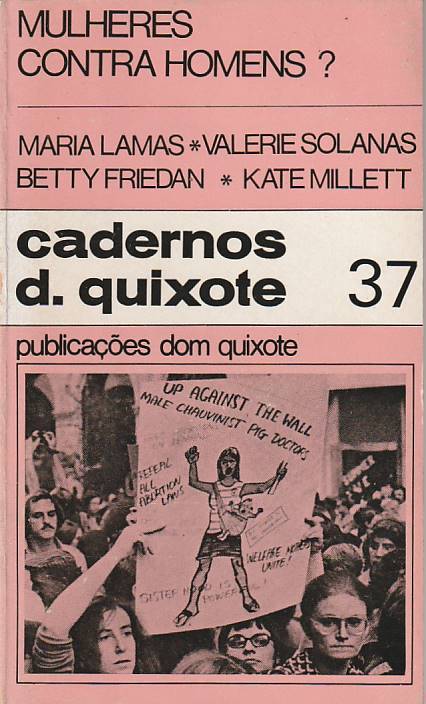 MULHERES
CONTRA HOMENS ?
MARIA LAMAS * VALERIE SOLANAS
BETTY FRIEDAN * KATE MILLETT
cadernos
d. quixote 37
publicações dom quixote
UP AGAINST THE WALL
MALE CHAUVINIST PIG DOCTORS
REPEAL
ALL
ABORTION
LAWS
WELFARE
UNITE!
SISTERHOOD IS
POWERFUL!